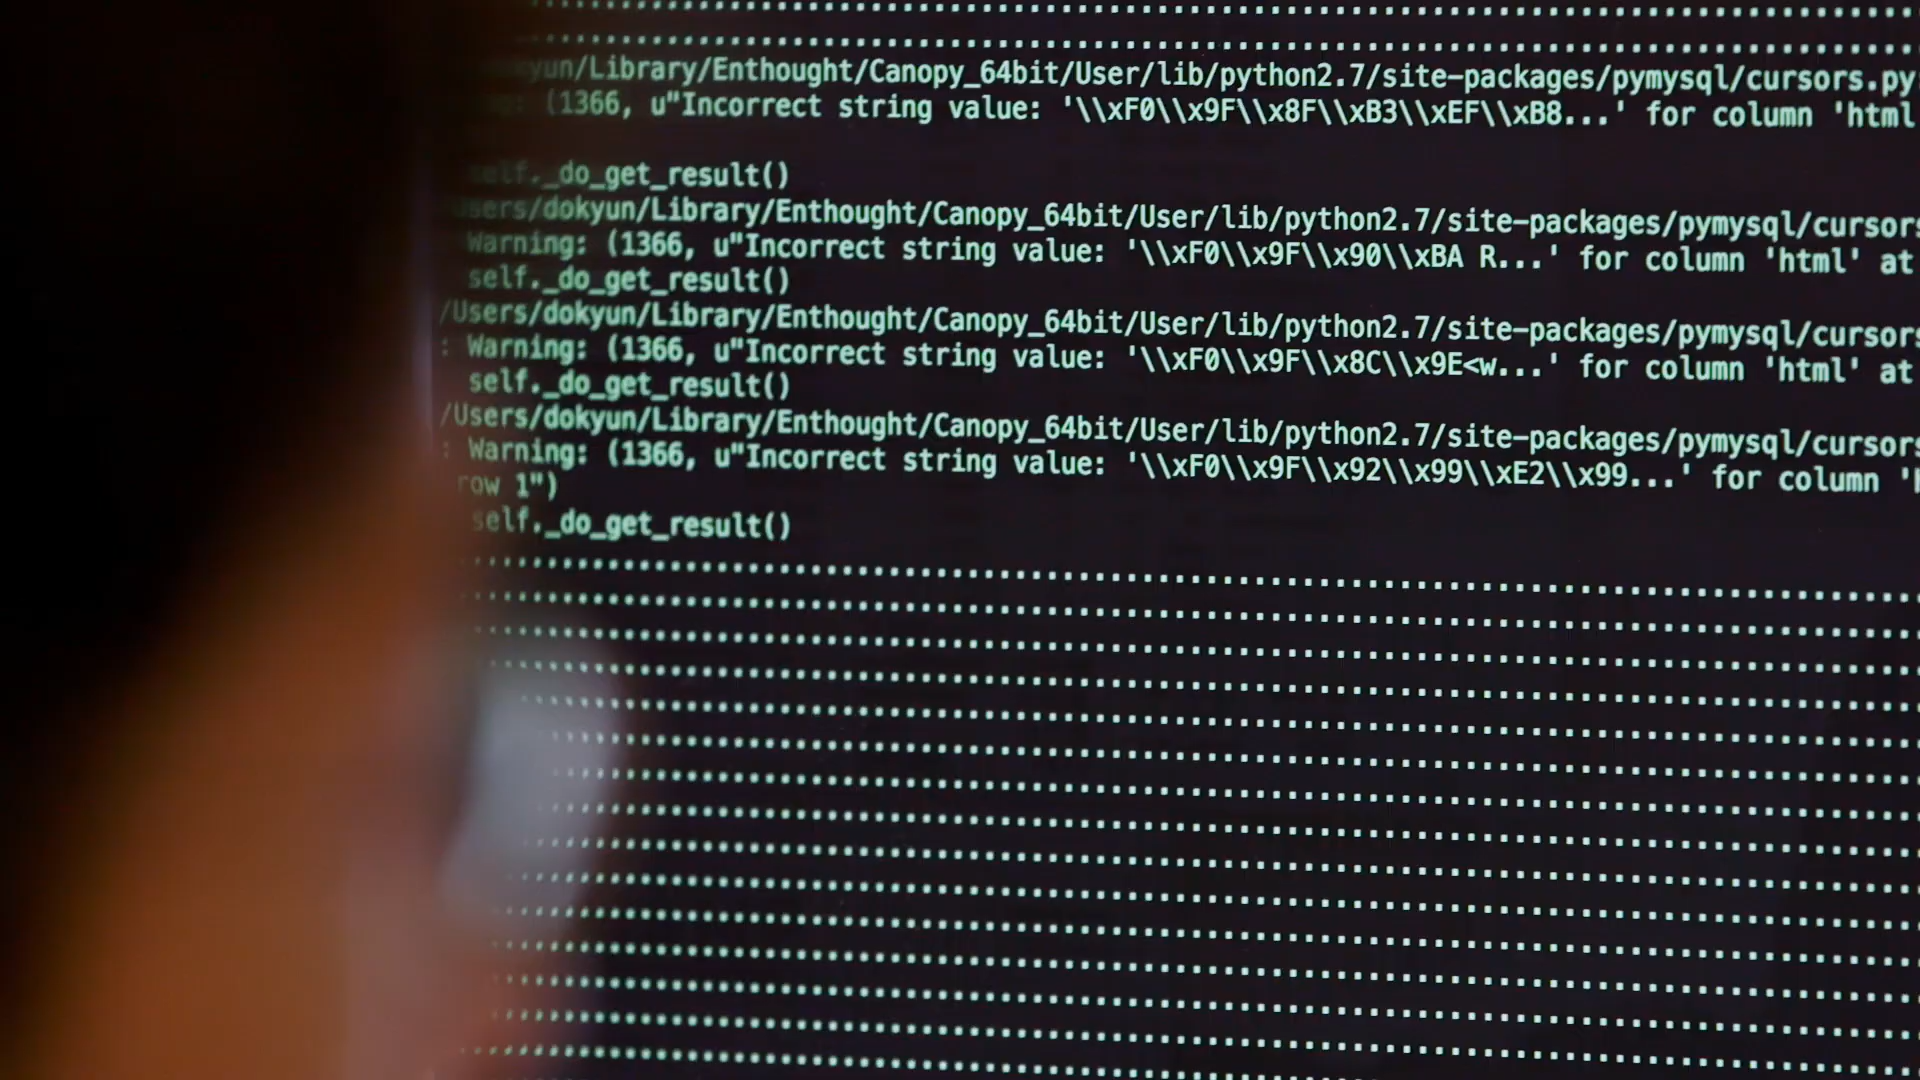 ................................................................
................................................................
kyun/Library/Enthought/Canopy_64bit/User/lib/python2.7/site-packages/pymysql/cursors.py
: (1366, u"Incorrect string value: '\\xF0\\x9F\\x8F\\xB3\\xEF\\xB8...' for column 'html
self._do_get_result()
Users/dokyun/Library/Enthought/Canopy_64bit/User/lib/python2.7/site-packages/pymysql/cursors
Warning: (1366, u"Incorrect string value: '\\xF0\\x9F\\x90\\xBA R...' for column 'html' at
self._do_get_result()
/Users/dokyun/Library/Enthought/Canopy_64bit/User/lib/python2.7/site-packages/pymysql/cursors
: Warning: (1366, u"Incorrect string value: '\\xF0\\x9F\\x8C\\x9E<w...' for column 'html' at
self._do_get_result()
/Users/dokyun/Library/Enthought/Canopy_64bit/User/lib/python2.7/site-packages/pymysql/cursors
: Warning: (1366, u"Incorrect string value: '\\xF0\\x9F\\x92\\x99\\xE2\\x99...' for column 'h
row 1")
self._do_get_result()